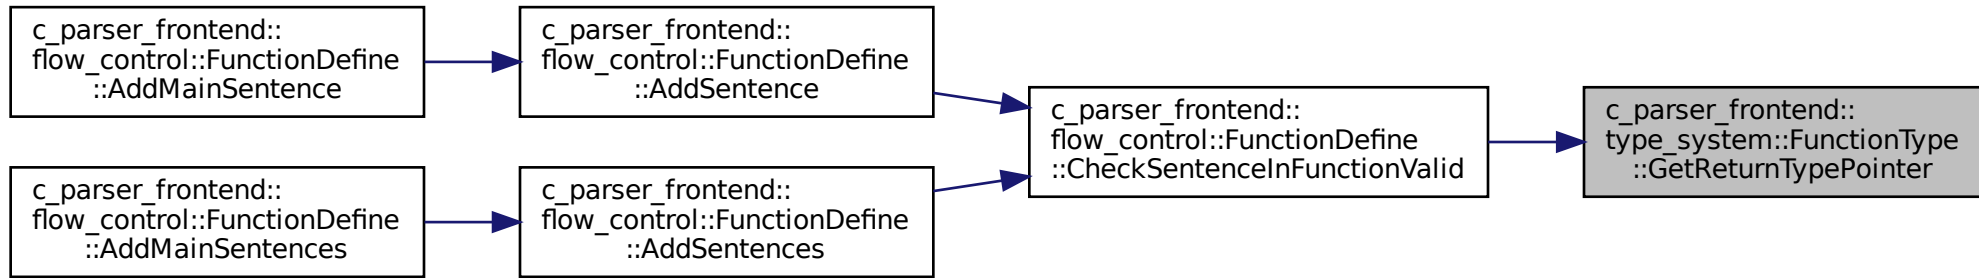 c_parser_frontend::
flow_control::FunctionDefine
::AddMainSentence
c_parser_frontend::
flow_control::FunctionDefine
::AddSentence
c_parser_frontend::
flow_control::FunctionDefine
::CheckSentenceInFunctionValid
c_parser_frontend::
type_system::FunctionType
::GetReturnTypePointer
c_parser_frontend::
flow_control::FunctionDefine
::AddMainSentences
c_parser_frontend::
flow_control::FunctionDefine
::AddSentences